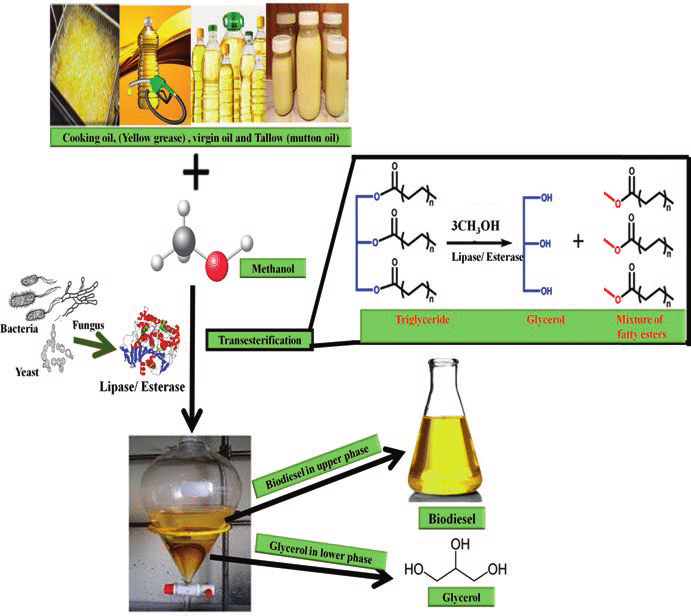 Cooking oil, (Yellow grease) , virgin oil and Tallow (mutton oil)
+
Methanol
Bacteria
Fungus
Yeast
Lipase/ Esterase
Transesterification
O
O
n
O
O
n
O
O
n
3CH3OH
Lipase/ Esterase
OH
OH
OH
+
O
O
n
O
O
n
O
O
n
Triglyceride
Glycerol
Mixture of
fatty esters
Biodiesel in upper phase
Biodiesel
Glycerol in lower phase
OH
HO
OH
Glycerol